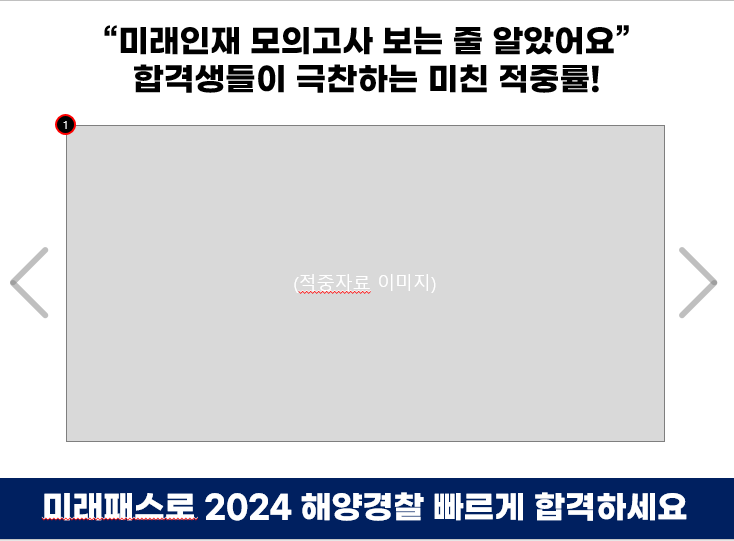 “미래인재 모의고사 보는 줄 알았어요”
합격생들이 극찬하는 미친 적중률!
1
(적중자료 이미지)
미래패스로 2024 해양경찰 빠르게 합격하세요